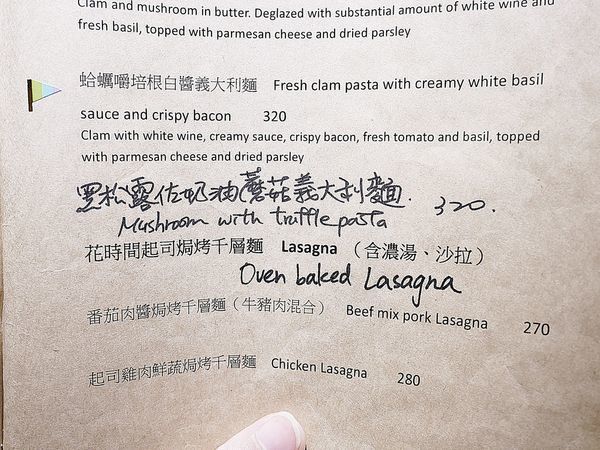 Clam and mushroom in butter. Deglazed with substantial amount of white wine and
fresh basil, topped with parmesan cheese and dried parsley
蛤蠣嚼培根白醬義大利麵 Fresh clam pasta with creamy white basil
sauce and crispy bacon 320
Clam with white wine, creamy sauce, crispy bacon, fresh tomato and basil, topped
with parmesan cheese and dried parsley
黑松露佐奶油蘑菇義大利麵. 320.
Mushroom with truffle pasta
花時間起司焗烤千層麵 Lasagna （含濃湯、沙拉）
Oven baked Lasagna
番茄肉醬焗烤千層麵（牛豬肉混合） Beef mix pork Lasagna 270
起司雞肉鮮蔬焗烤千層麵 Chicken Lasagna 280